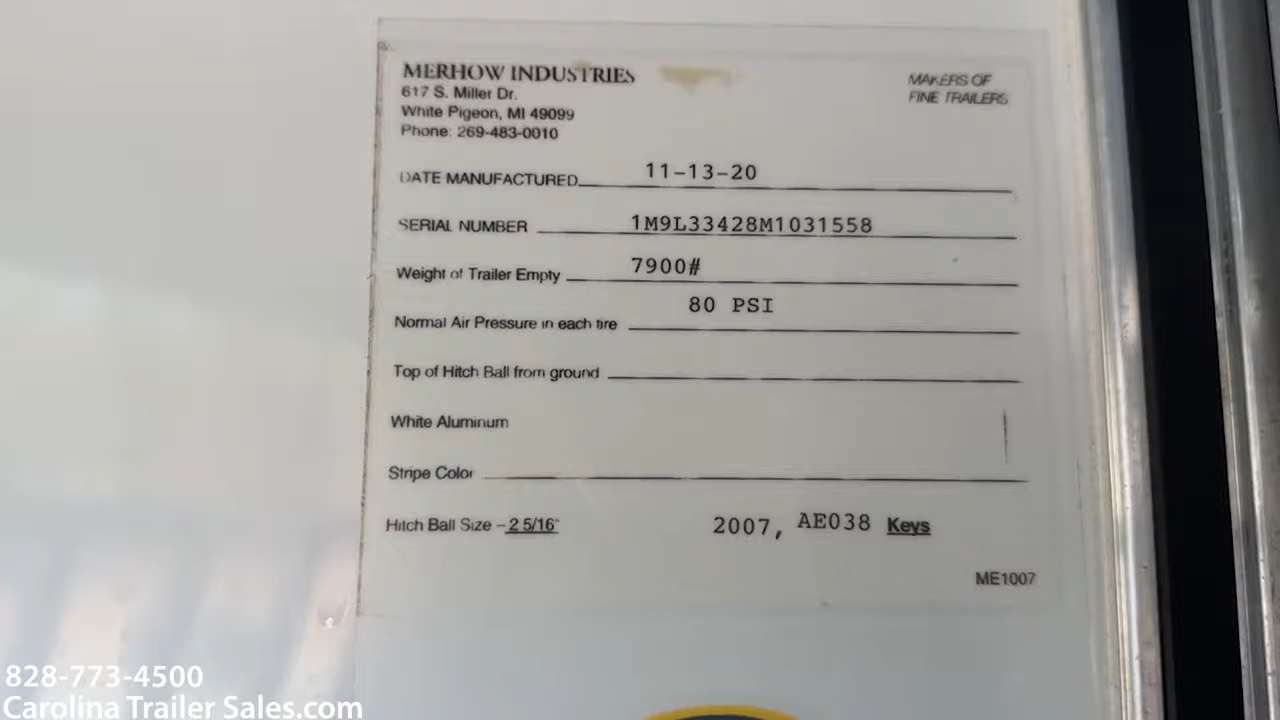 MERHOW INDUSTRIES
617 S. Miller Dr.
White Pigeon, MI 49099
Phone: 269-483-0010
MAKERS OF
FINE TRAILERS
DATE MANUFACTURED 11-13-20
SERIAL NUMBER 1M9L33428M1031558
Weight of Trailer Empty 7900#
Normal Air Pressure in each tire 80 PSI
Top of Hitch Ball from ground
White Aluminum
Stripe Color
Hitch Ball Size - 2 5/16" 2007, AE038 Keys
ME1007
828-773-4500
Carolina Trailer Sales.com